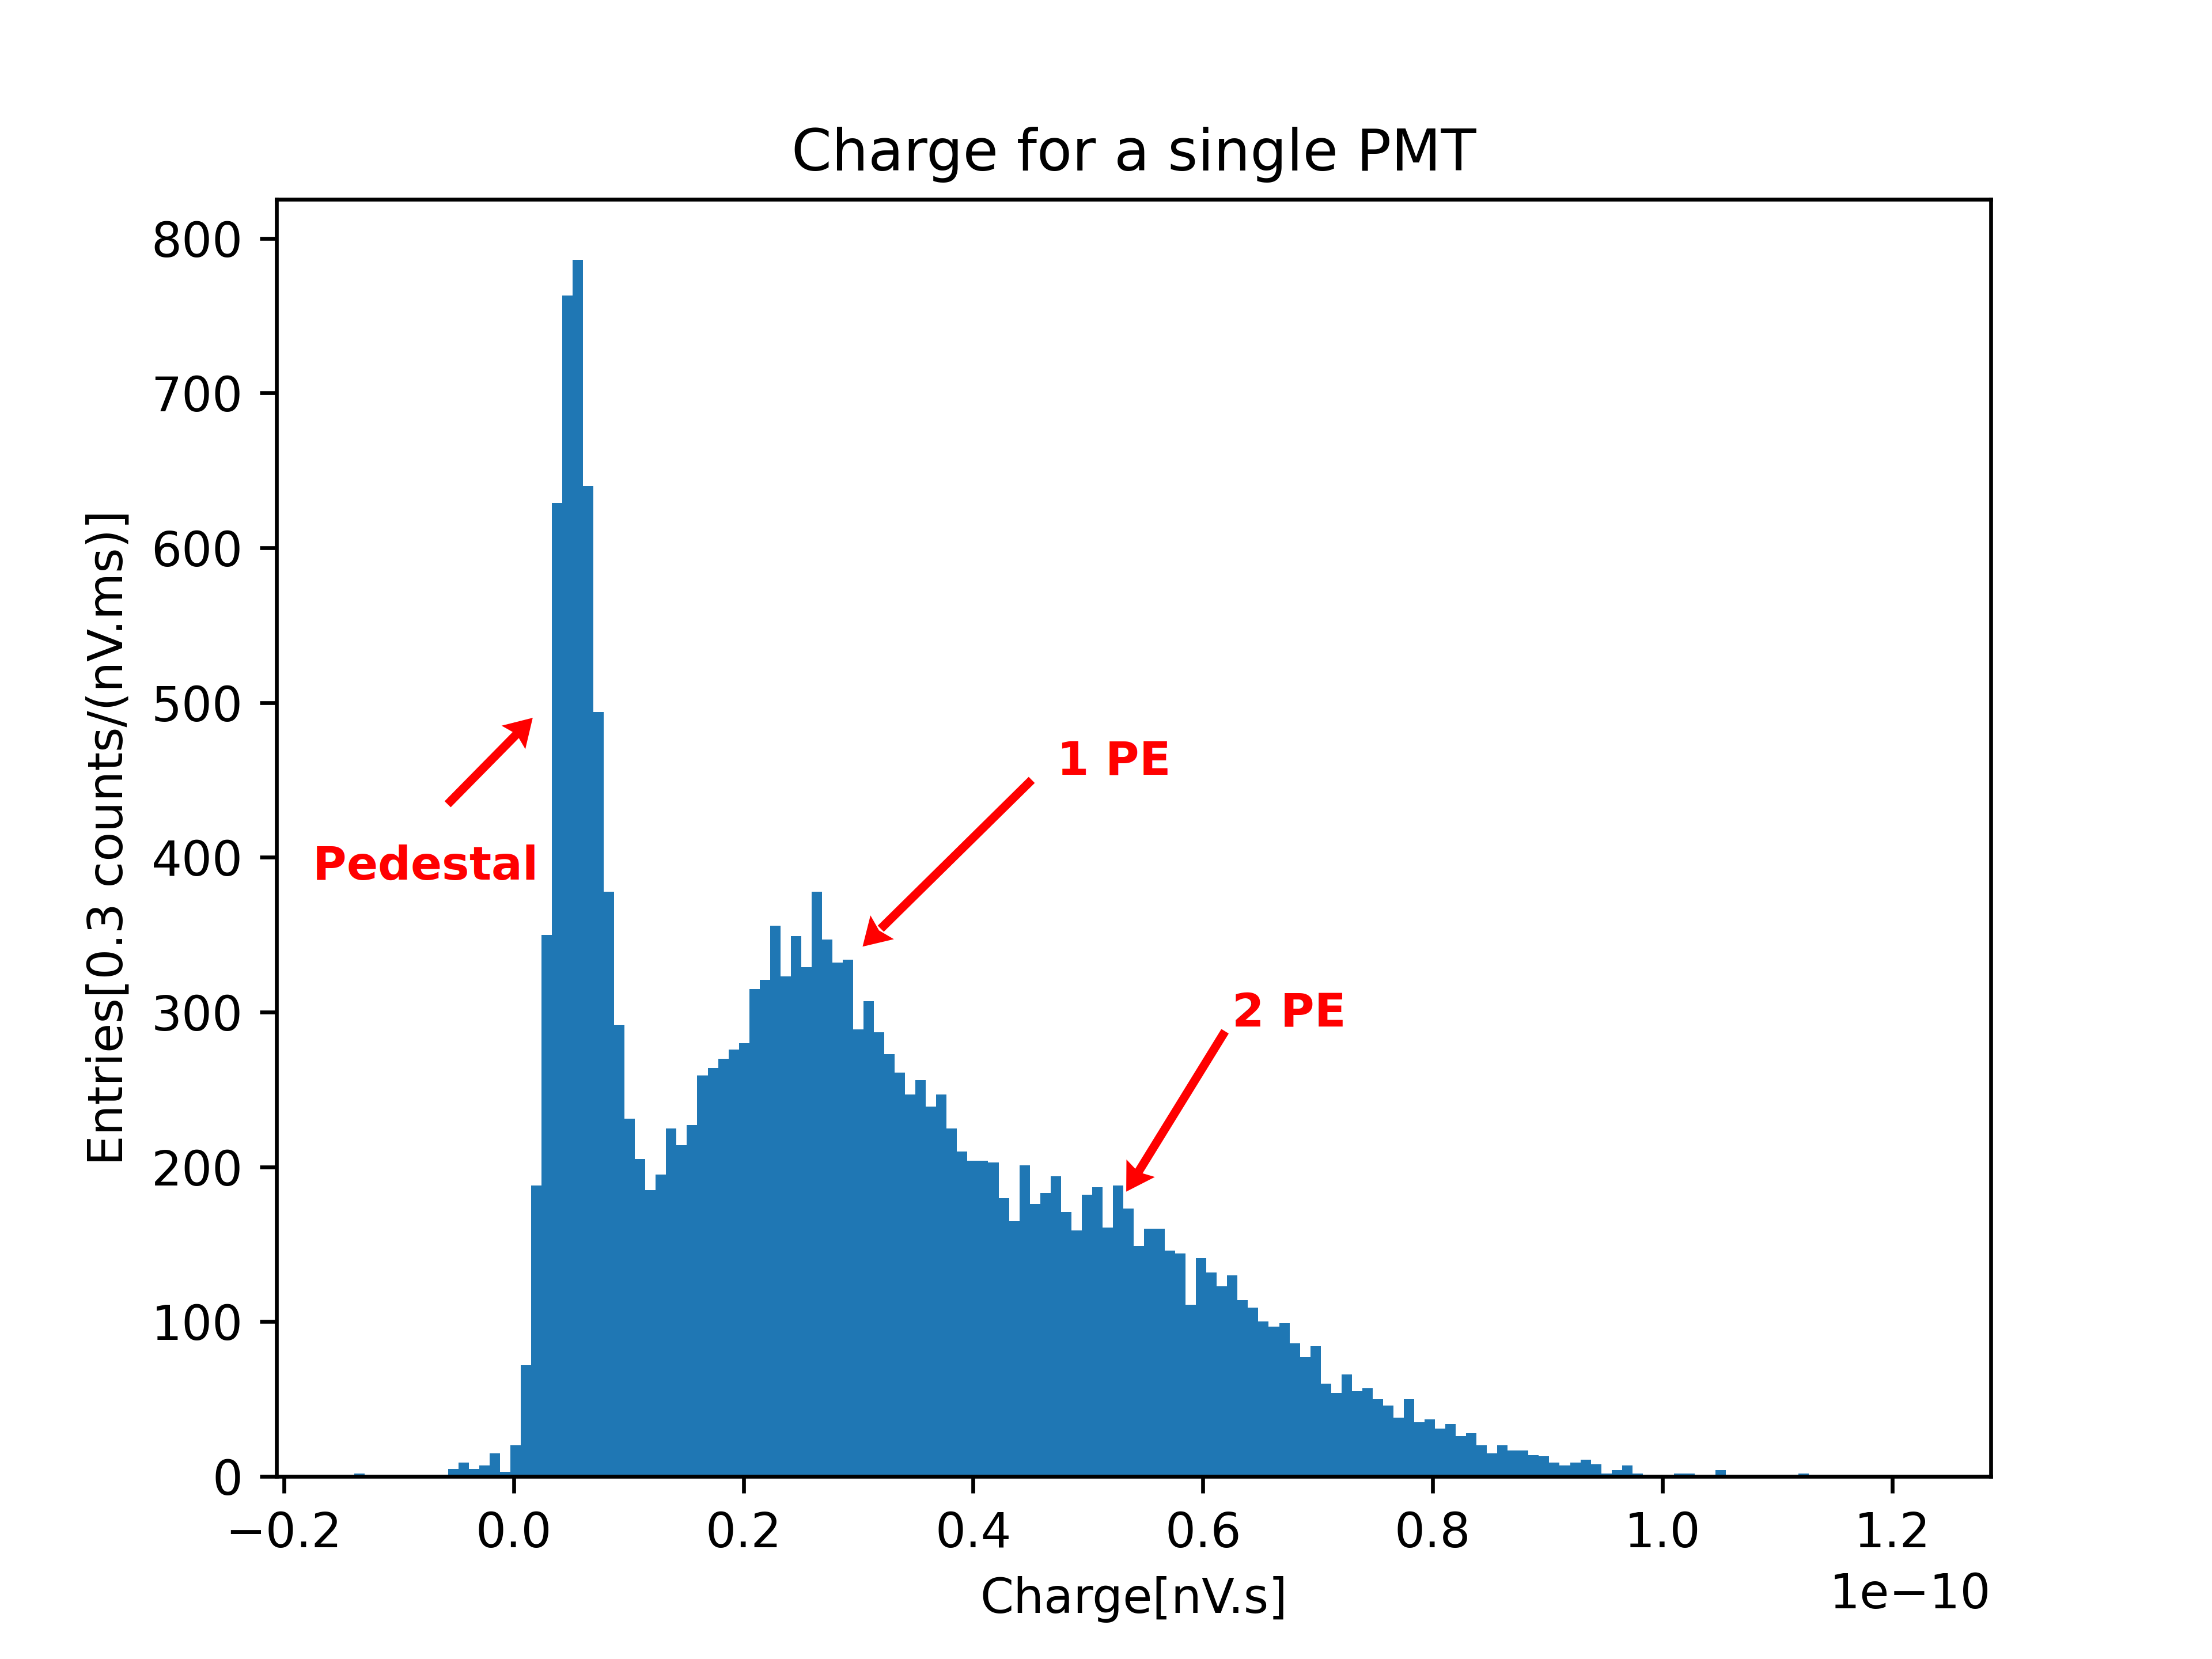 Charge for a single PMT
800
700
600
500
400
300
200
100
0
Entries[0.3 counts/(nV.ms)]
Pedestal
1 PE
2 PE
−0.2 0.0 0.2 0.4 0.6 0.8 1.0 1.2
1e−10
Charge[nV.s]